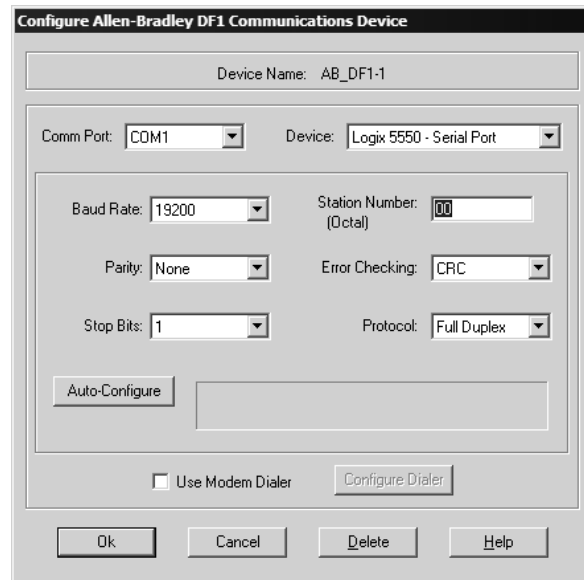 Configure Allen-Bradley DF1 Communications Device
Device Name: AB_DF1-1
Comm Port: COM1 Device: Logix 5550 - Serial Port
Baud Rate: 19200 Station Number: 00
(Octal)
Parity: None Error Checking: CRC
Stop Bits: 1 Protocol: Full Duplex
Auto-Configure
Use Modem Dialer Configure Dialer
Ok Cancel Delete Help